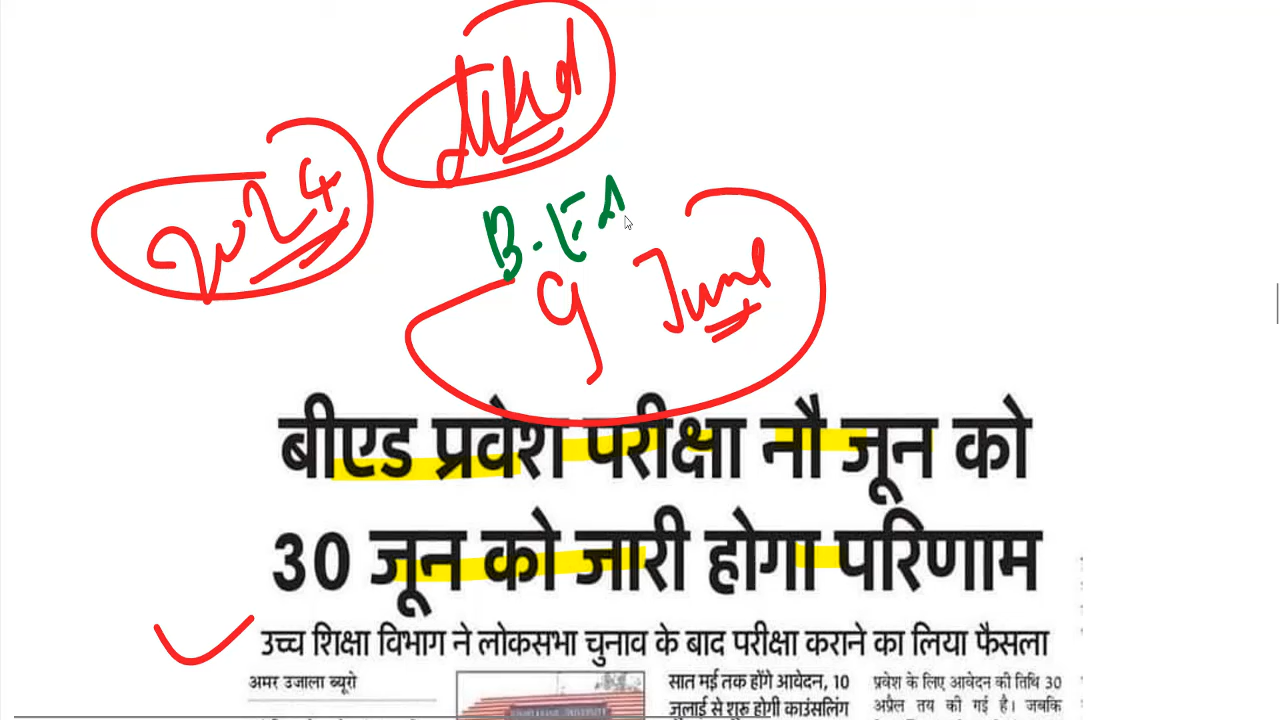 2024
B.Ed
9 June
बीएड प्रवेश परीक्षा नौ जून को
30 जून को जारी होगा परिणाम
उच्च शिक्षा विभाग ने लोकसभा चुनाव के बाद परीक्षा कराने का लिया फैसला
अमर उजाला ब्यूरो
सात मई तक होंगे आवेदन, 10
जुलाई से शुरू होगी काउंसलिंग
प्रवेश के लिए आवेदन की तिथि 30
अप्रैल तय की गई है। जबकि